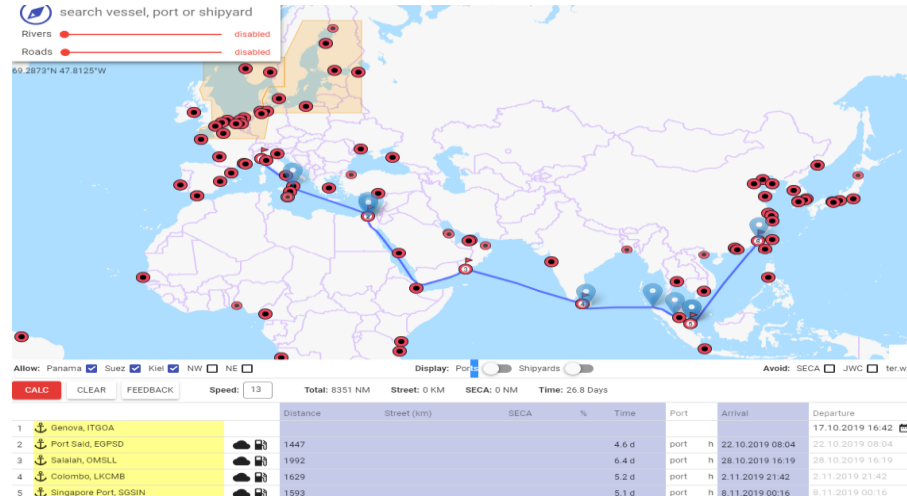 search vessel, port or shipyard
Rivers disabled
Roads disabled
69.2873°N 47.8125°W
Allow: Panama Suez Kiel NW NE Display: Ports Shipyards Avoid: SECA JWC ter.w
CALC CLEAR FEEDBACK Speed: 13 Total: 8351 NM Street: 0 KM SECA: 0 NM Time: 26.8 Days
Distance Street (km) SECA % Time Port Arrival Departure
1 Genova, ITGOA 17.10.2019 16:42
2 Port Said, EGPSD 1447 4.6 d port h 22.10.2019 08:04 22.10.2019 08:04
3 Salalah, OMSLL 1992 6.4 d port h 28.10.2019 16:19 28.10.2019 16:19
4 Colombo, LKCMB 1629 5.2 d port h 2.11.2019 21:42 2.11.2019 21:42
5 Singapore Port, SGSIN 1593 5.1 d port h 8.11.2019 00:16 8.11.2019 00:16